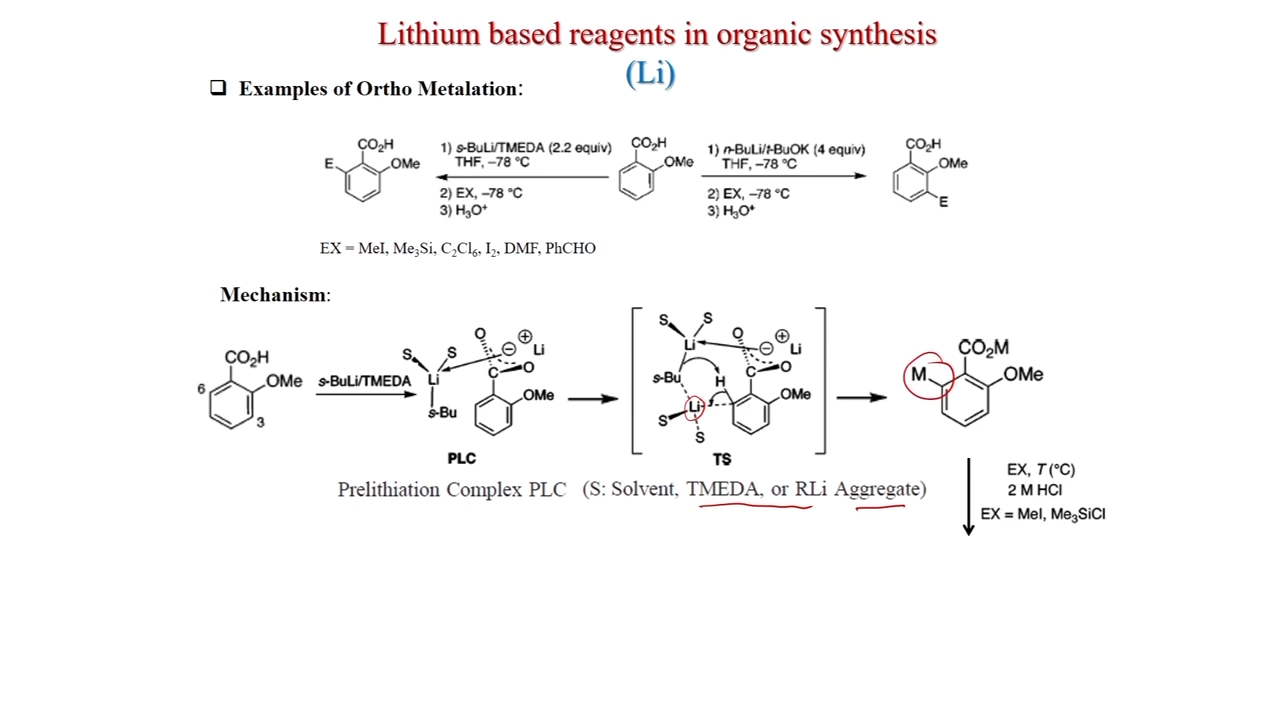 Lithium based reagents in organic synthesis
(Li)
❑ Examples of Ortho Metalation:
CO₂H
E
OMe
1) s-BuLi/TMEDA (2.2 equiv)
THF, –78 °C
2) EX, –78 °C
3) H₃O⁺
CO₂H
OMe
1) n-BuLi/t-BuOK (4 equiv)
THF, –78 °C
2) EX, –78 °C
3) H₃O⁺
CO₂H
OMe
E
EX = MeI, Me₃Si, C₂Cl₆, I₂, DMF, PhCHO
Mechanism:
CO₂H
6
OMe
3
s-BuLi/TMEDA
S
S
Li
s-Bu
O
⊖
⊕
Li
C
O
OMe
PLC
S
S
Li
s-Bu
H
Li
S
S
O
⊖
⊕
Li
C
O
OMe
TS
CO₂M
M
OMe
Prelithiation Complex PLC (S: Solvent, TMEDA, or RLi Aggregate)
EX, T (°C)
2 M HCl
EX = MeI, Me₃SiCl